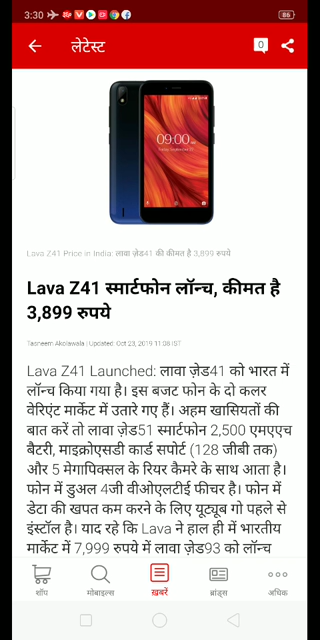 3:30
86
लेटेस्ट
0
09:00
Lava Z41 Price in India: लावा ज़ेड41 की कीमत है 3,899 रुपये
Lava Z41 स्मार्टफोन लॉन्च, कीमत है
3,899 रुपये
Tasneem Akolawala | Updated: Oct 23, 2019 11:08 IST
Lava Z41 Launched: लावा ज़ेड41 को भारत में
लॉन्च किया गया है। इस बजट फोन के दो कलर
वेरिएंट मार्केट में उतारे गए हैं। अहम खासियतों की
बात करें तो लावा ज़ेड51 स्मार्टफोन 2,500 एमएएच
बैटरी, माइक्रोएसडी कार्ड सपोर्ट (128 जीबी तक)
और 5 मेगापिक्सल के रियर कैमरे के साथ आता है।
फोन में डुअल 4जी वीओएलटीई फीचर है। फोन में
डेटा की खपत कम करने के लिए यूट्यूब गो पहले से
इंस्टॉल है। याद रहे कि Lava ने हाल ही में भारतीय
मार्केट में 7,999 रुपये में लावा ज़ेड93 को लॉन्च
शॉप मोबाइल्स ख़बरें ब्रांड्स अधिक